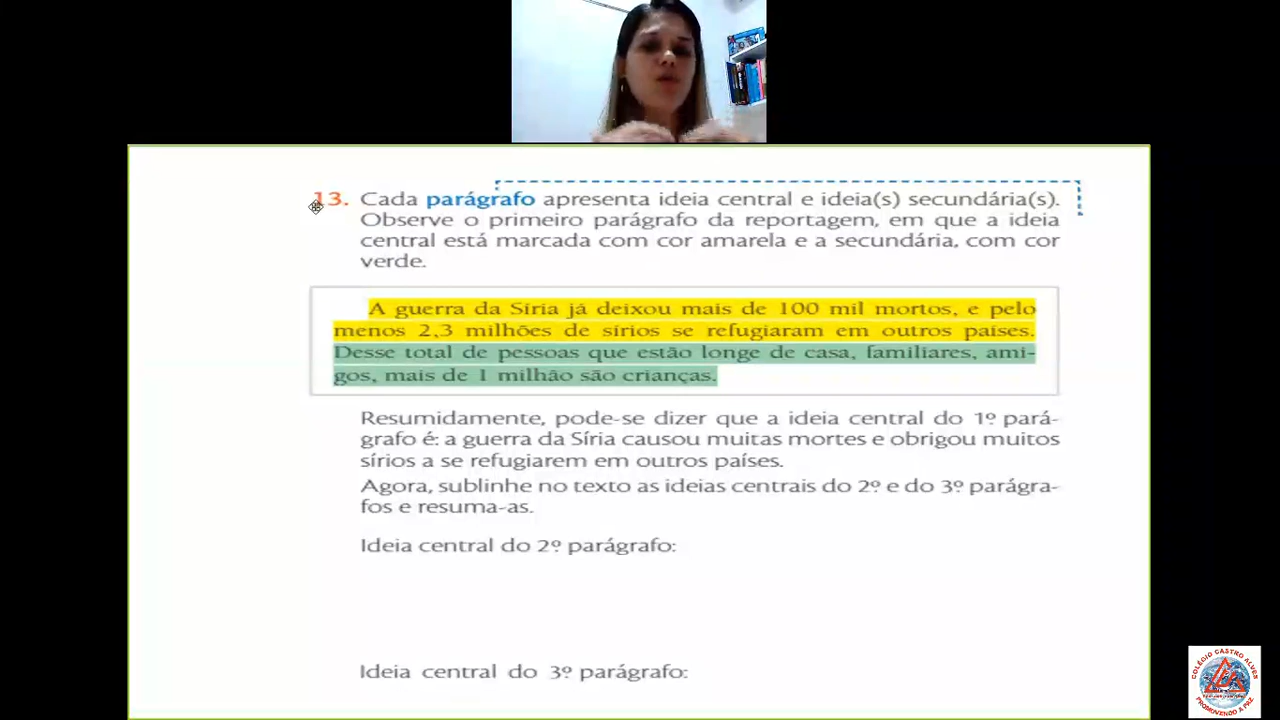 13. Cada parágrafo apresenta ideia central e ideia(s) secundária(s).
Observe o primeiro parágrafo da reportagem, em que a ideia
central está marcada com cor amarela e a secundária, com cor
verde.
A guerra da Síria já deixou mais de 100 mil mortos, e pelo
menos 2,3 milhões de sírios se refugiaram em outros países.
Desse total de pessoas que estão longe de casa, familiares, ami-
gos, mais de 1 milhão são crianças.
Resumidamente, pode-se dizer que a ideia central do 1º pará-
grafo é: a guerra da Síria causou muitas mortes e obrigou muitos
sírios a se refugiarem em outros países.
Agora, sublinhe no texto as ideias centrais do 2º e do 3º parágra-
fos e resuma-as.
Ideia central do 2º parágrafo:
Ideia central do 3º parágrafo:
COLÉGIO CASTRO ALVES
PROMOVENDO A PAZ